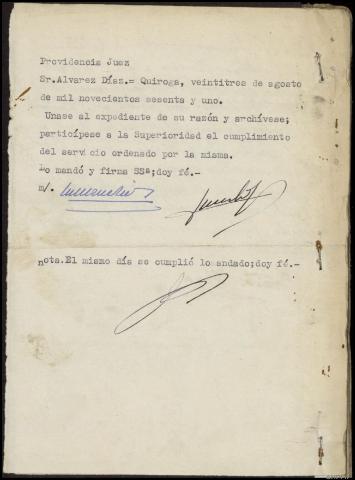 Providencia Juez
Sr.Alvarez Díaz.= Quiroga, veintitres de agosto
de mil novecientos sesenta y uno.
Unase al expediente de su razón y archívese;
particípese a la Superioridad el cumplimiento
del servicio ordenado por la misma.
Lo mandó y firma SSª;doy fé.-
m/.
nota.El mismo día se cumplió lo andado;doy fé.-